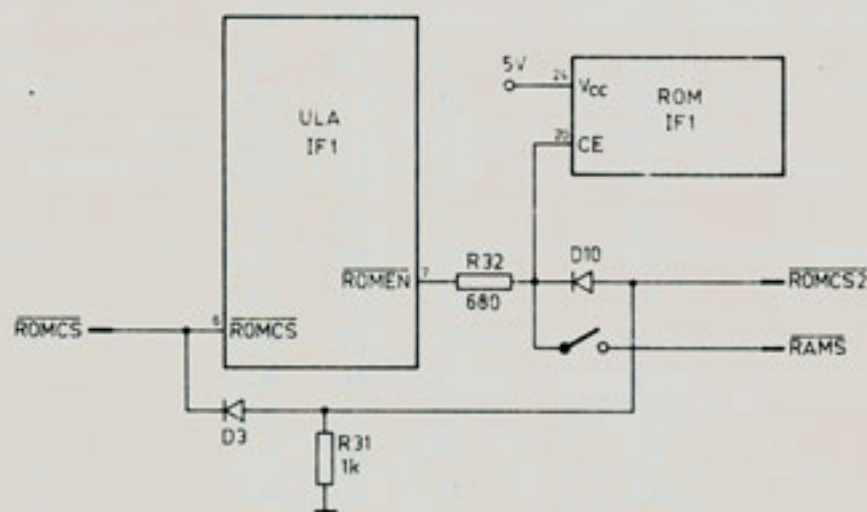 5V
24
VCC
ROM
IF1
20
CE
ULA
IF1
R32
680
D10
ROMEN
7
ROMCS2
ROMCS
6
ROMCS
RAMS
D3
R31
1k